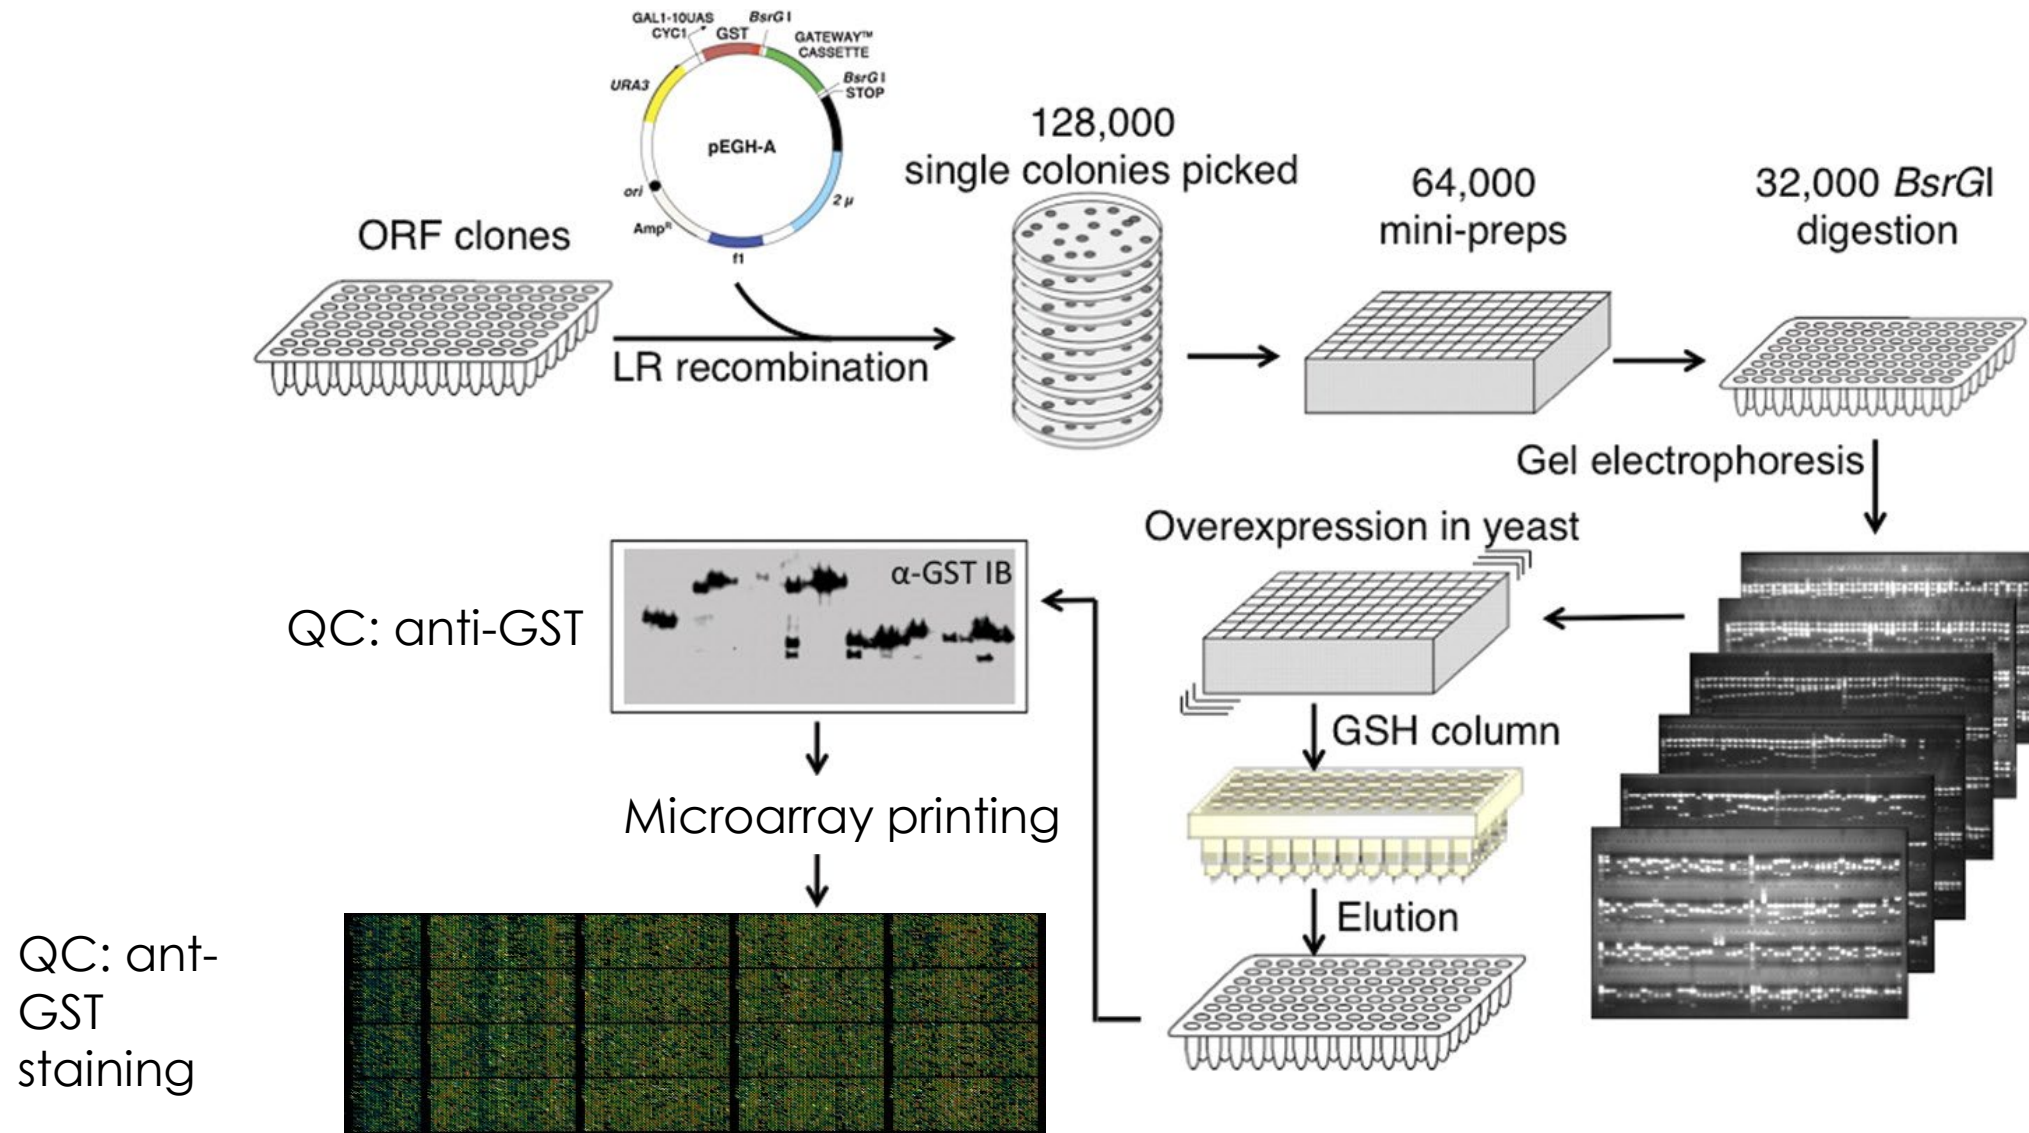 GAL1-10UAS
CYC1
GST
BsrG I
GATEWAY™
CASSETTE
BsrG I
STOP
URA3
pEGH-A
ori
Amp^R
f1
2 µ
ORF clones
LR recombination
128,000
single colonies picked
64,000
mini-preps
32,000 BsrGI
digestion
Gel electrophoresis
Overexpression in yeast
GSH column
Elution
α-GST IB
QC: anti-GST
Microarray printing
QC: ant-
GST
staining